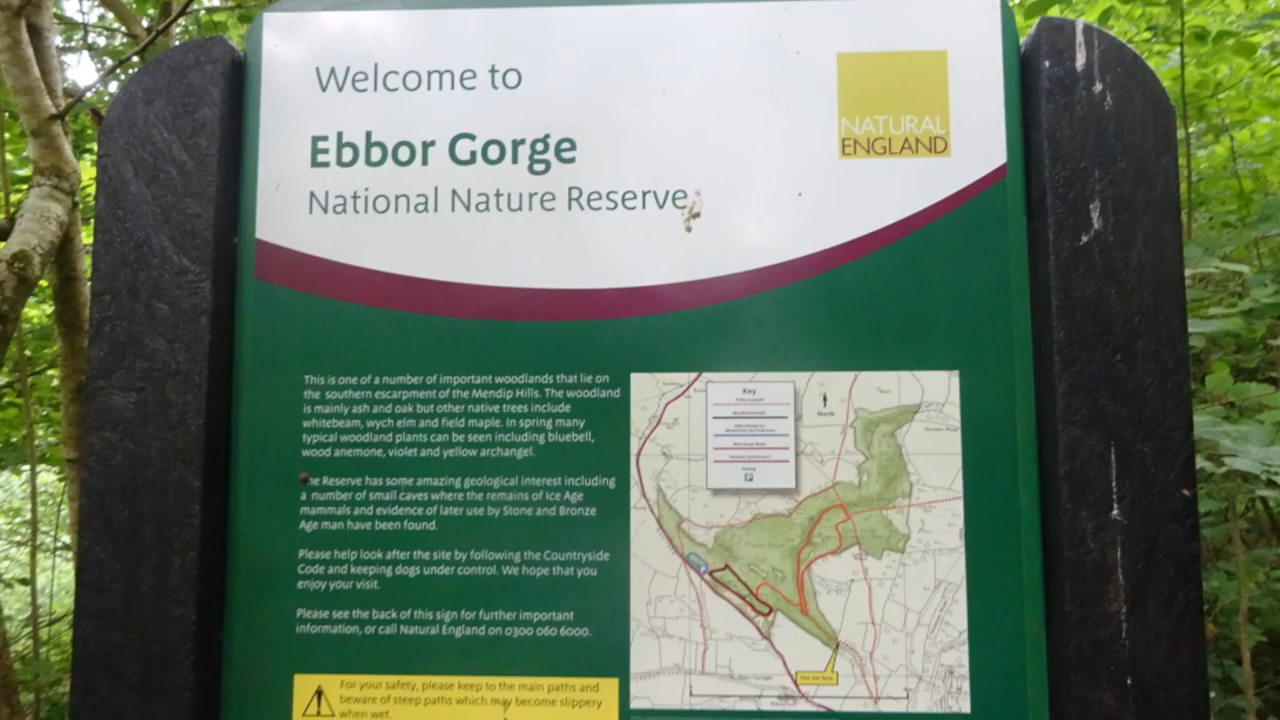 Welcome to
Ebbor Gorge
National Nature Reserve
NATURAL
ENGLAND
This is one of a number of important woodlands that lie on
the southern escarpment of the Mendip Hills. The woodland
is mainly ash and oak but other native trees include
whitebeam, wych elm and field maple. In spring many
typical woodland plants can be seen including bluebell,
wood anemone, violet and yellow archangel.
he Reserve has some amazing geological interest including
a number of small caves where the remains of Ice Age
mammals and evidence of later use by Stone and Bronze
Age man have been found.
Please help look after the site by following the Countryside
Code and keeping dogs under control. We hope that you
enjoy your visit.
Please see the back of this sign for further important
information, or call Natural England on 0300 060 6000.
For your safety, please keep to the main paths and
beware of steep paths which may become slippery
when wet.
Key
P
North
You are here